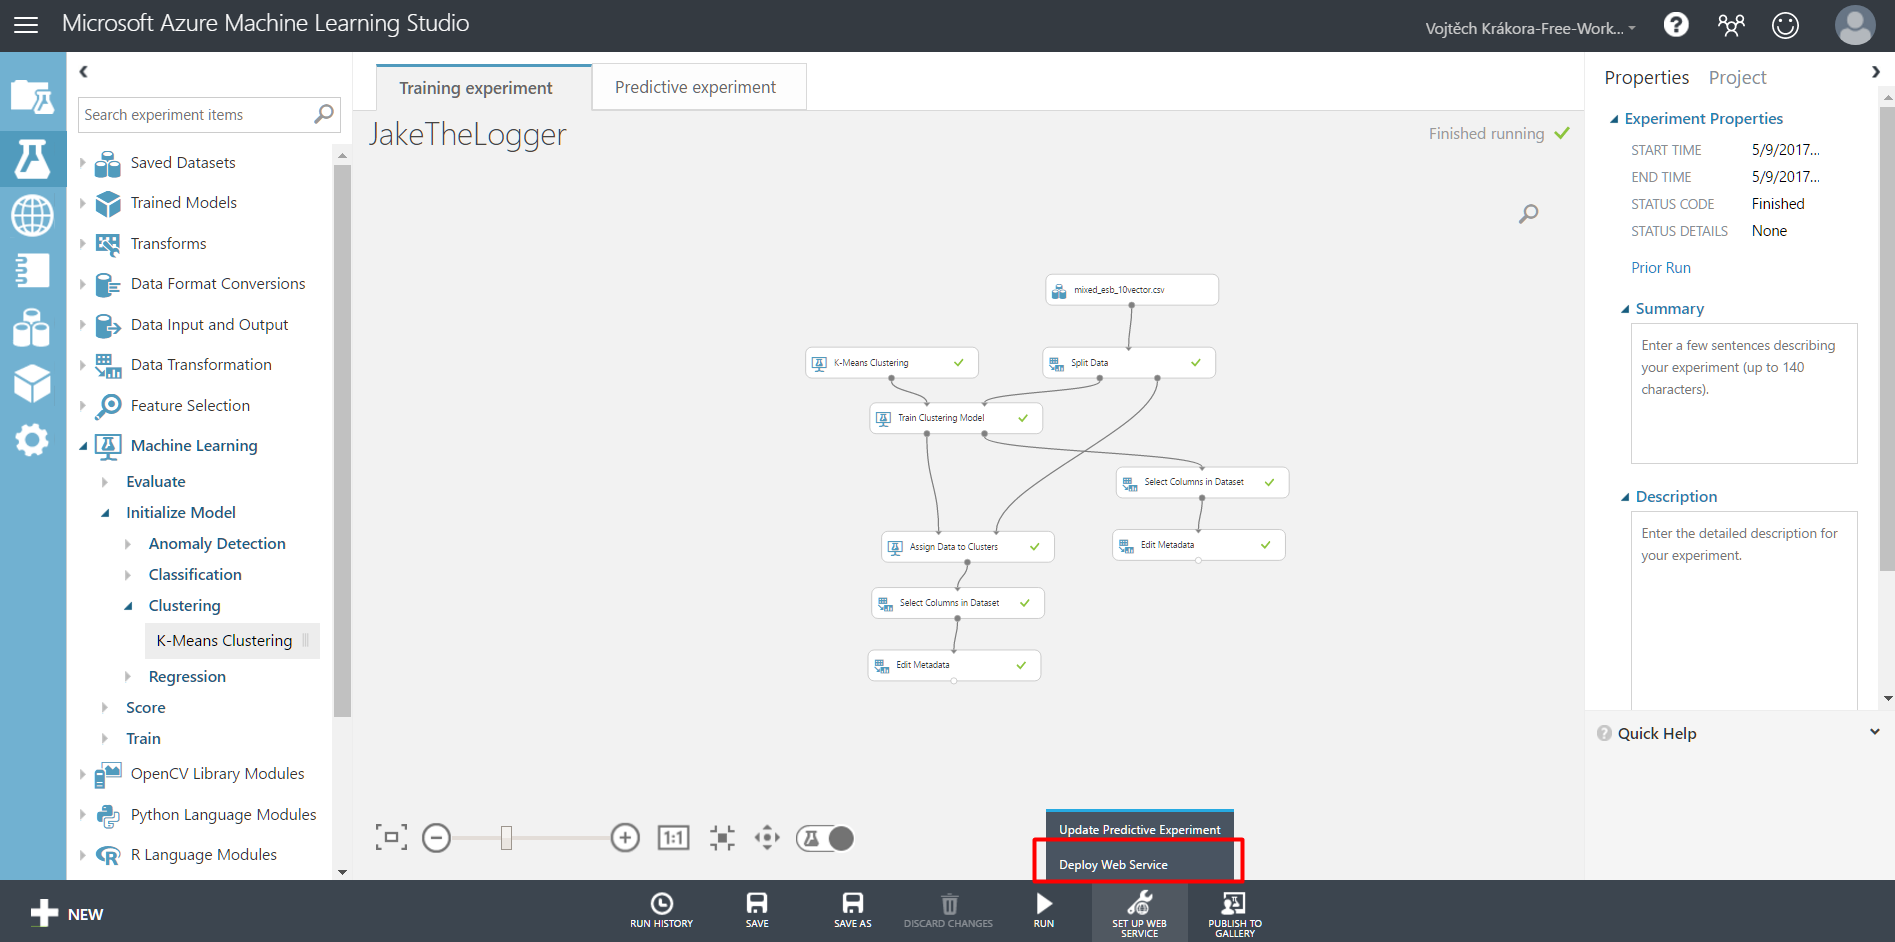 Microsoft Azure Machine Learning Studio
Vojtěch Krákora-Free-Work...
Search experiment items
Saved Datasets
Trained Models
Transforms
Data Format Conversions
Data Input and Output
Data Transformation
Feature Selection
Machine Learning
Evaluate
Initialize Model
Anomaly Detection
Classification
Clustering
K-Means Clustering
Regression
Score
Train
OpenCV Library Modules
Python Language Modules
R Language Modules
Training experiment
Predictive experiment
JakeTheLogger
Finished running
mixed_esb_10vector.csv
K-Means Clustering
Split Data
Train Clustering Model
Select Columns in Dataset
Assign Data to Clusters
Edit Metadata
Select Columns in Dataset
Edit Metadata
1:1
Update Predictive Experiment
Deploy Web Service
Properties
Project
Experiment Properties
START TIME 5/9/2017...
END TIME 5/9/2017...
STATUS CODE Finished
STATUS DETAILS None
Prior Run
Summary
Enter a few sentences describing
your experiment (up to 140
characters).
Description
Enter the detailed description for
your experiment.
Quick Help
NEW
RUN HISTORY
SAVE
SAVE AS
DISCARD CHANGES
RUN
SET UP WEB
SERVICE
PUBLISH TO
GALLERY